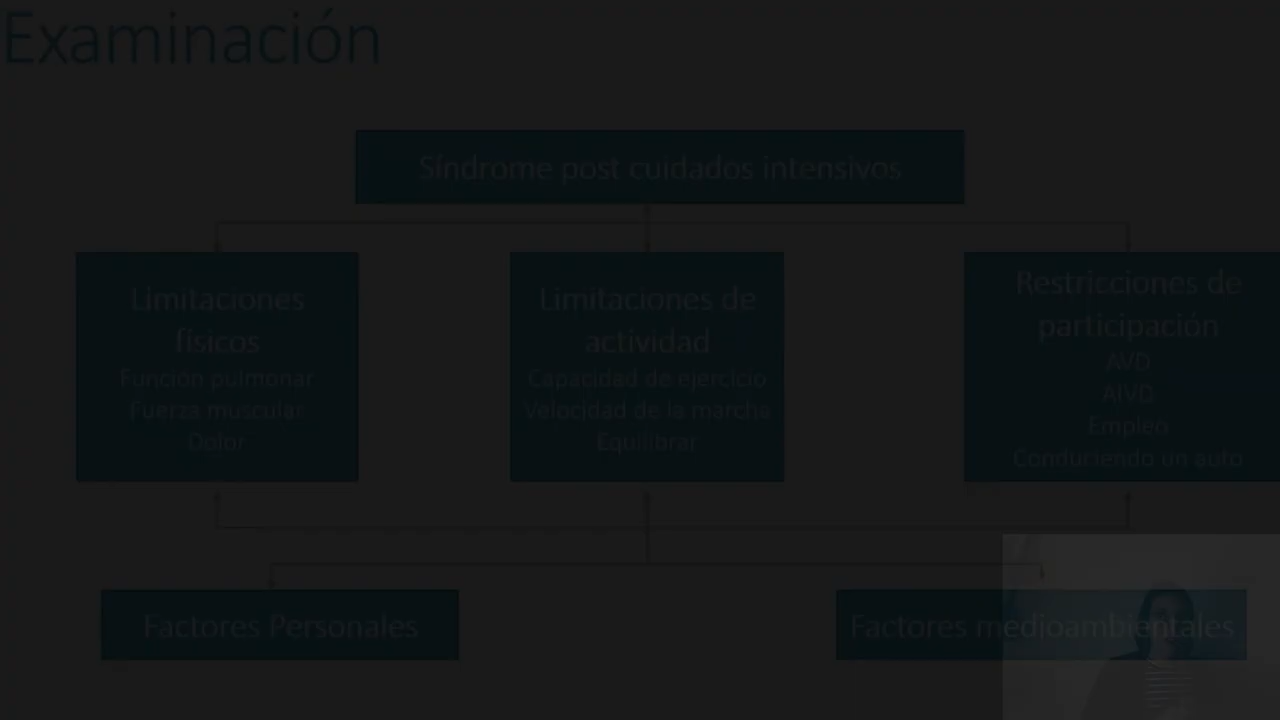 Examinación
Síndrome post cuidados intensivos
Limitaciones
físicos
Función pulmonar
Fuerza muscular
Dolor
Limitaciones de
actividad
Capacidad de ejercicio
Velocidad de la marcha
Equilibrar
Restricciones de
participación
AVD
AIVD
Empleo
Conduciendo un auto
Factores Personales
Factores medioambientales